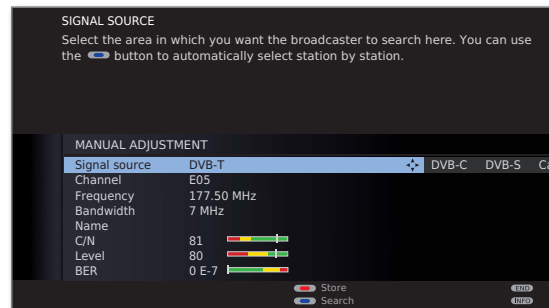 SIGNAL SOURCE
Select the area in which you want the broadcaster to search here. You can use
the button to automatically select station by station.
MANUAL ADJUSTMENT
Signal source DVB-T DVB-C DVB-S Ca
Channel E05
Frequency 177.50 MHz
Bandwidth 7 MHz
Name
C/N 81
Level 80
BER 0 E-7
Store END
Search INFO